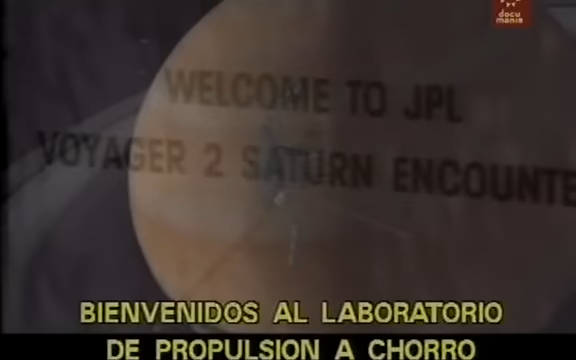 docu
mania
WELCOME TO JPL
VOYAGER 2 SATURN ENCOUNTE
BIENVENIDOS AL LABORATORIO
DE PROPULSION A CHORRO